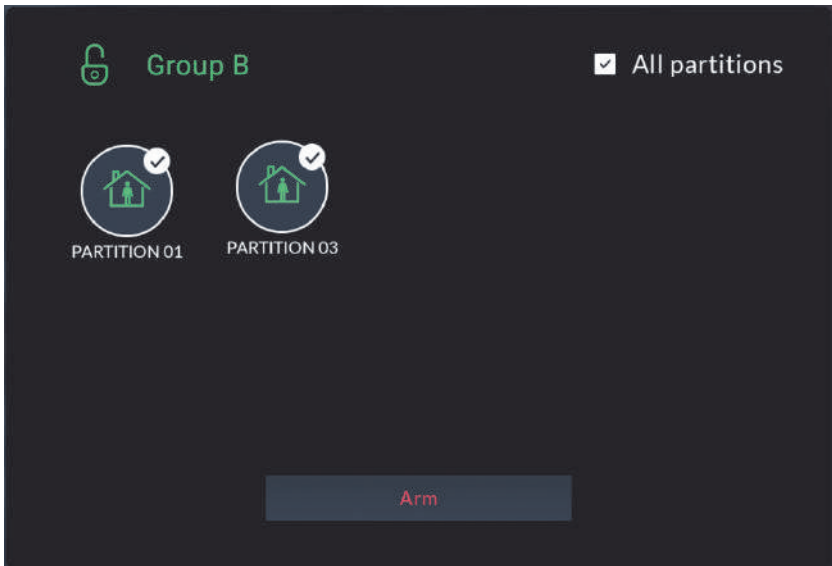 Group B
All partitions
PARTITION 01
PARTITION 03
Arm